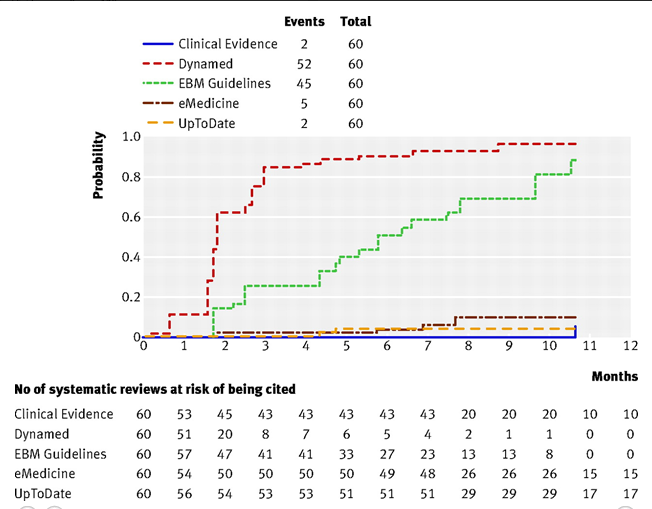 Events Total
Clinical Evidence 2 60
Dynamed 52 60
EBM Guidelines 45 60
eMedicine 5 60
UpToDate 2 60
Probability
1.0
0.8
0.6
0.4
0.2
0
0 1 2 3 4 5 6 7 8 9 10 11 12
Months
No of systematic reviews at risk of being cited
Clinical Evidence 60 53 45 43 43 43 43 43 20 20 20 10 10
Dynamed 60 51 20 8 7 6 5 4 2 1 1 0 0
EBM Guidelines 60 57 47 41 41 33 27 23 13 13 8 0 0
eMedicine 60 54 50 50 50 50 49 48 26 26 26 15 15
UpToDate 60 56 54 53 53 51 51 51 29 29 29 17 17